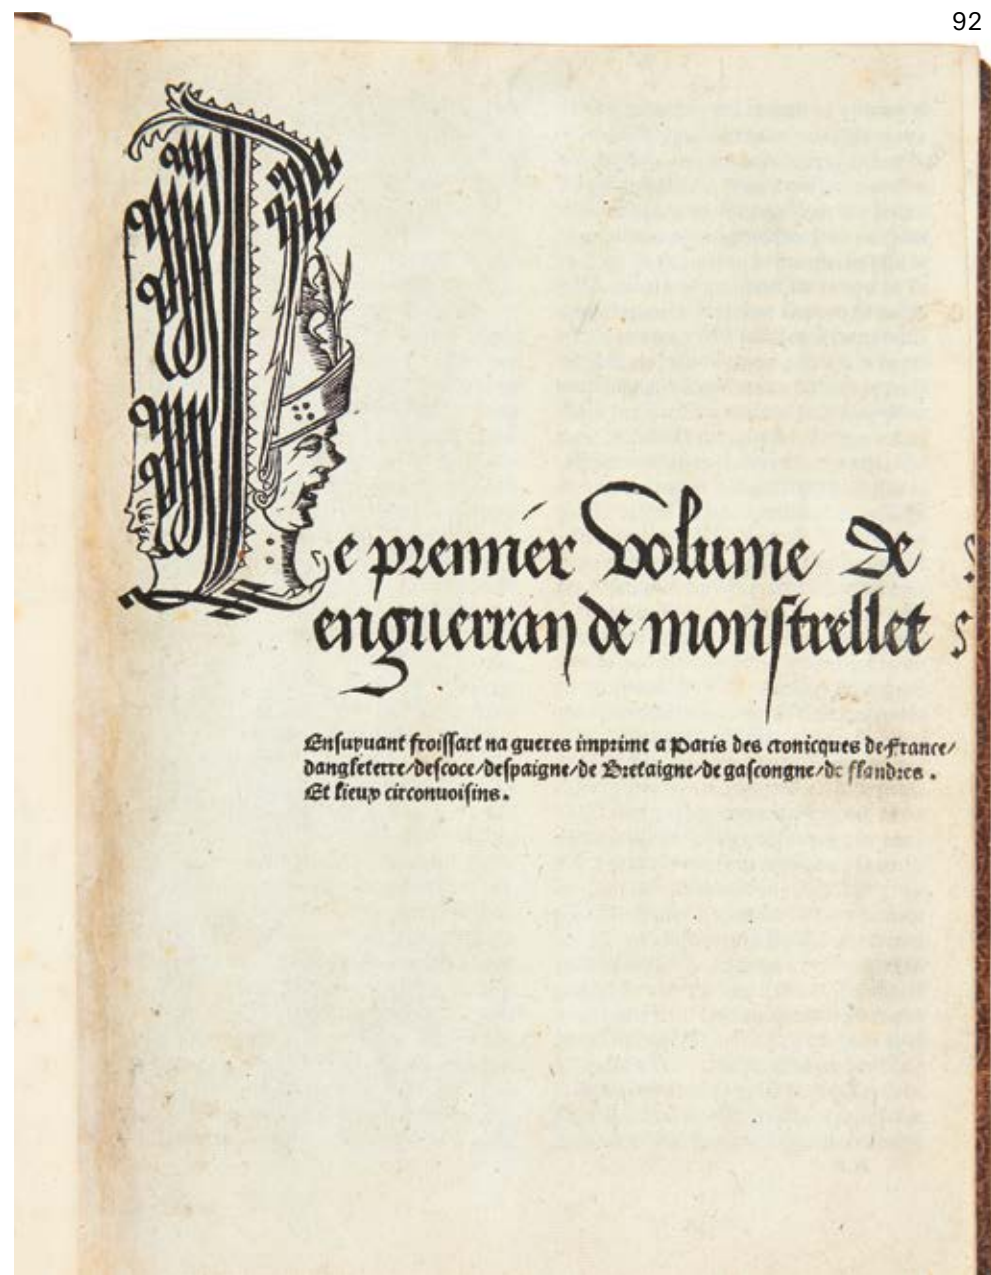 92
Le premier volume de
enguerran de monstrellet
Ensuyuant froissart na gueres imprime a Paris des cronicques de france/
dangleterre/descoce/despaigne/de Bretaigne/de gascongne/de flandres.
Et lieux circonuoisins.